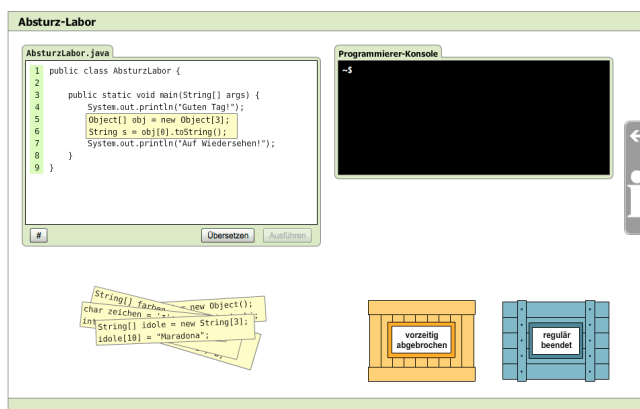 Absturz-Labor
AbsturzLabor.java
1 public class AbsturzLabor {
2
3 public static void main(String[] args) {
4 System.out.println("Guten Tag!");
5 Object[] obj = new Object[3];
6 String s = obj[0].toString();
7 System.out.println("Auf Wiedersehen!");
8 }
9 }
# Übersetzen Ausführen
Programmierer-Konsole
~$
String[] farben = new Object();
char zeichen =
int
String[] idole = new String[3];
idole[10] = "Maradona";
vorzeitig
abgebrochen
regulär
beendet